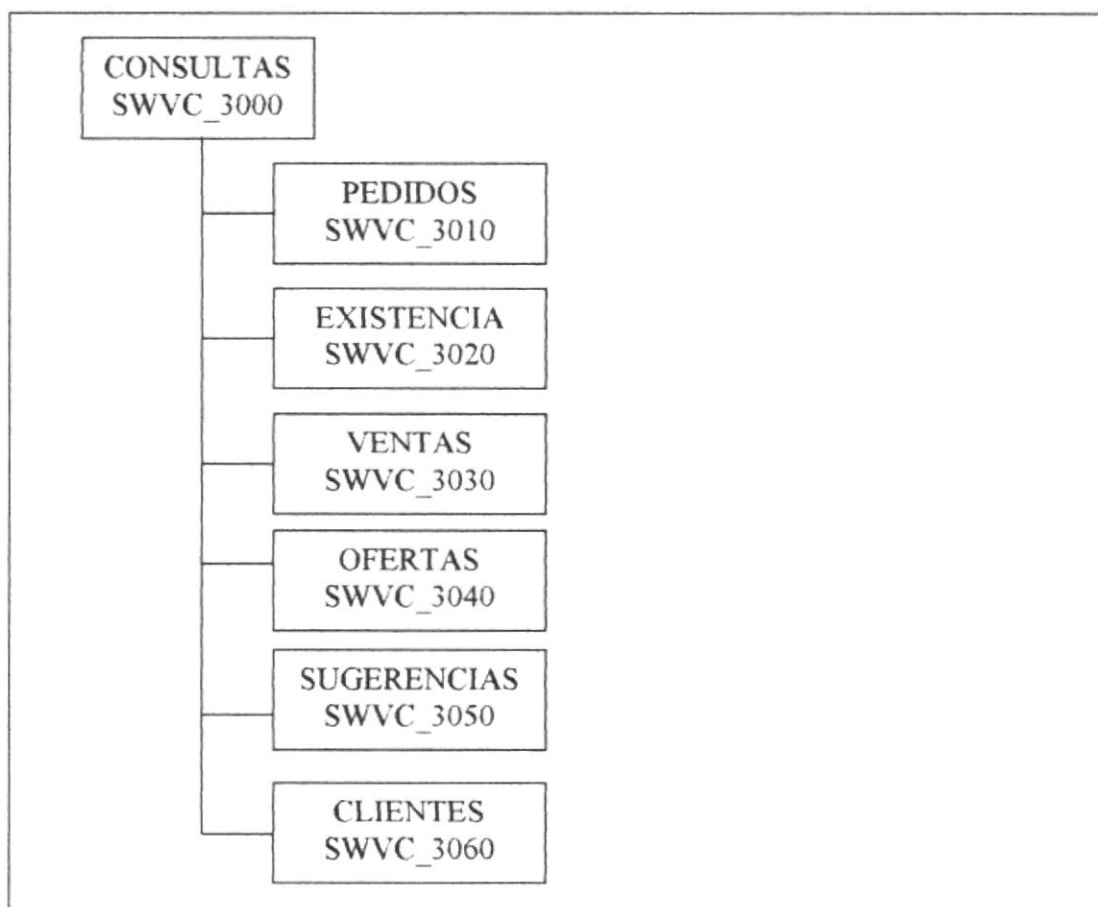 CONSULTAS
SWVC_3000
PEDIDOS
SWVC_3010
EXISTENCIA
SWVC_3020
VENTAS
SWVC_3030
OFERTAS
SWVC_3040
SUGERENCIAS
SWVC_3050
CLIENTES
SWVC_3060